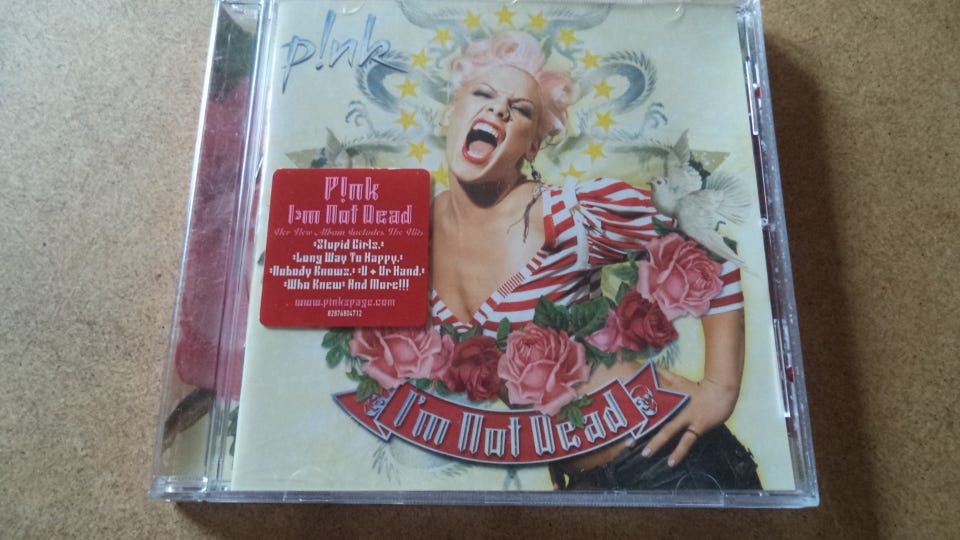 p!nk
P!nk
I'm Not Dead
Her New Album Includes The Hits
"Stupid Girls,"
"Long Way To Happy,"
"Nobody Knows," "U + Ur Hand,"
"Who Knew" And More!!!
www.pinkspage.com
82876804712
I'm Not Dead